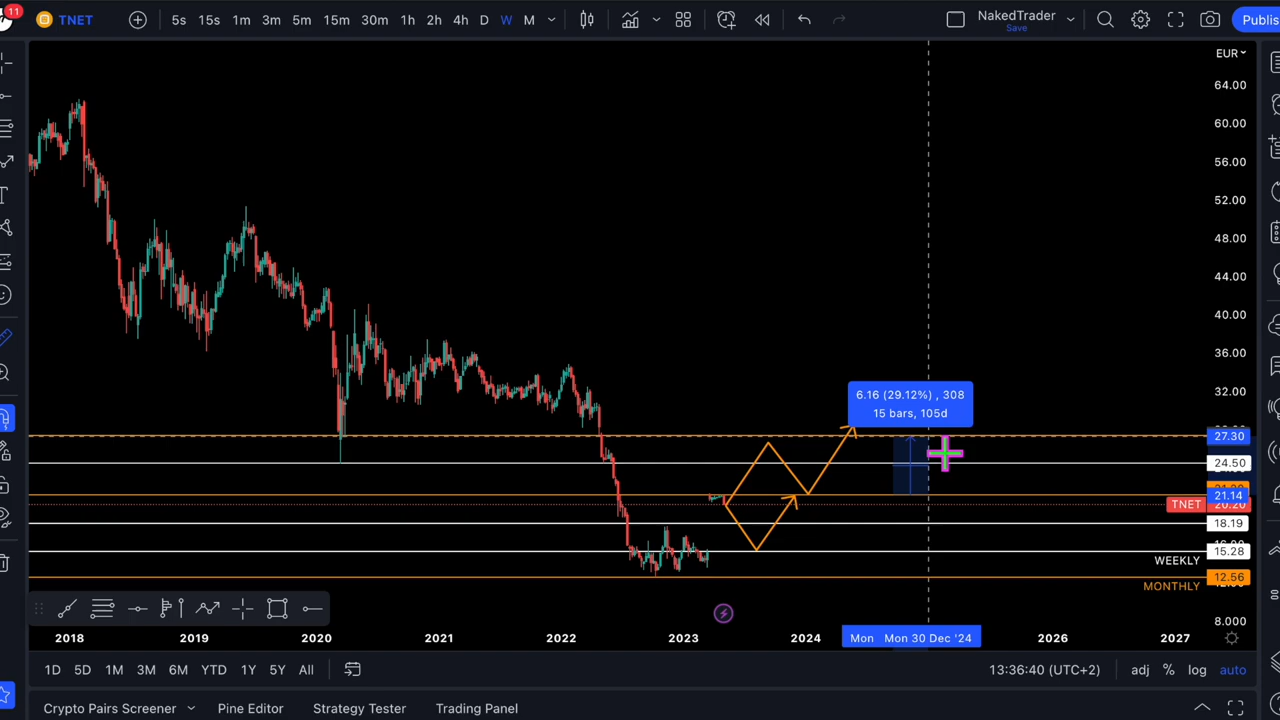 11
TNET
5s 15s 1m 3m 5m 15m 30m 1h 2h 4h D W M
NakedTrader
Save
Publis
EUR
64.00
60.00
56.00
52.00
48.00
44.00
40.00
36.00
32.00
6.16 (29.12%) , 308
15 bars, 105d
27.30
24.50
21.14
TNET 20.20
18.19
15.28
WEEKLY
12.56
MONTHLY
8.000
2018 2019 2020 2021 2022 2023 2024 Mon Mon 30 Dec '24 2026 2027
1D 5D 1M 3M 6M YTD 1Y 5Y All
13:36:40 (UTC+2) adj % log auto
Crypto Pairs Screener Pine Editor Strategy Tester Trading Panel